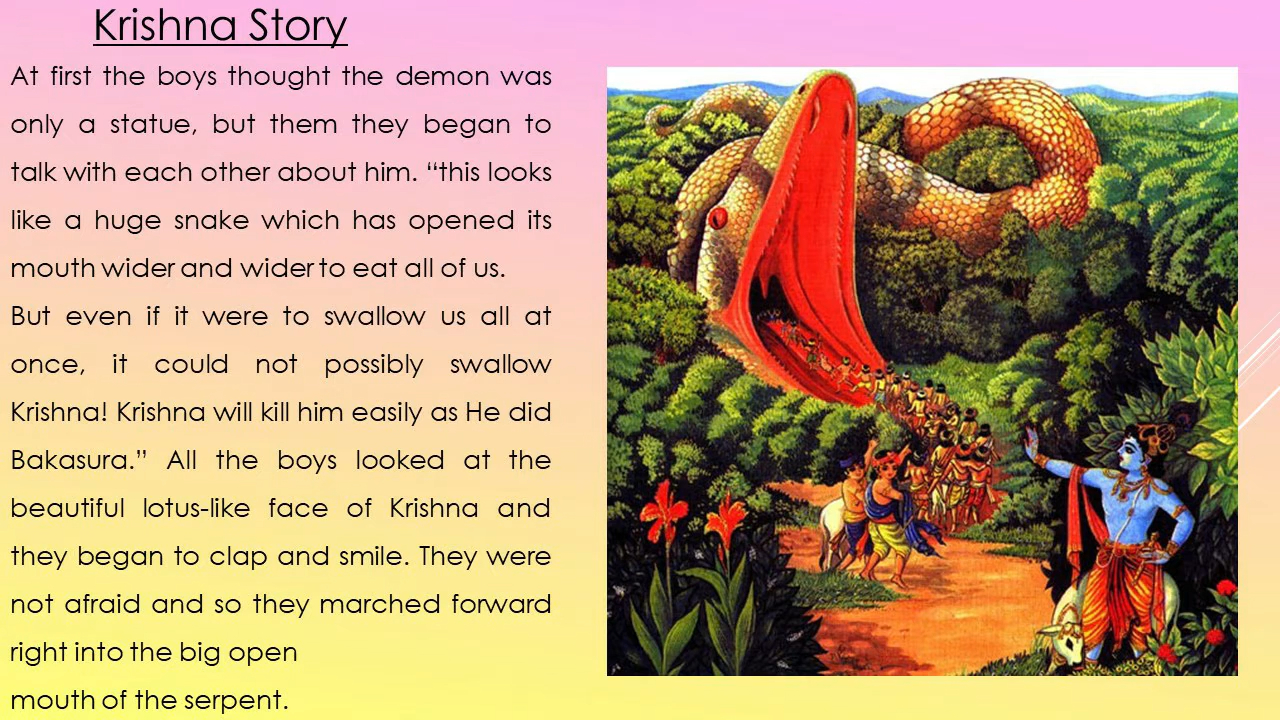 Krishna Story
At first the boys thought the demon was
only a statue, but them they began to
talk with each other about him. “this looks
like a huge snake which has opened its
mouth wider and wider to eat all of us.
But even if it were to swallow us all at
once, it could not possibly swallow
Krishna! Krishna will kill him easily as He did
Bakasura.” All the boys looked at the
beautiful lotus-like face of Krishna and
they began to clap and smile. They were
not afraid and so they marched forward
right into the big open
mouth of the serpent.